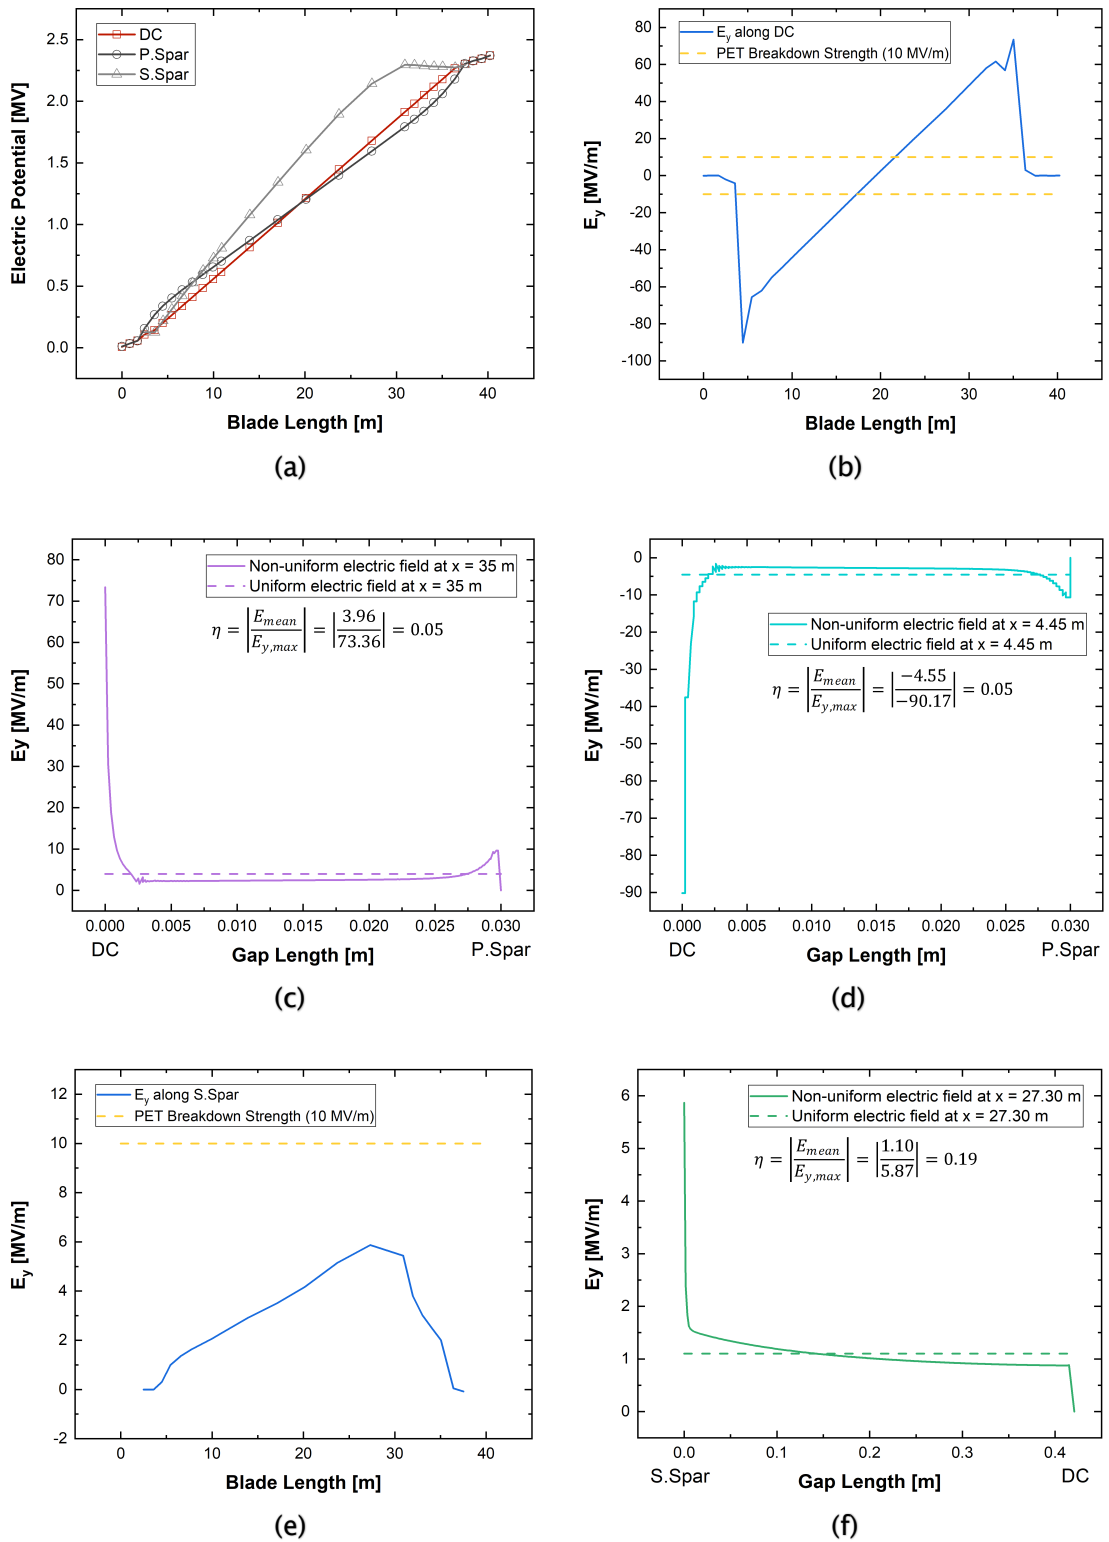 DC
P.Spar
S.Spar
2.5
2.0
1.5
1.0
0.5
0.0
Electric Potential [MV]
0 10 20 30 40
Blade Length [m]
(a)
E_y along DC
PET Breakdown Strength (10 MV/m)
80
60
40
20
0
-20
-40
-60
-80
-100
E_y [MV/m]
0 10 20 30 40
Blade Length [m]
(b)
Non-uniform electric field at x = 35 m
Uniform electric field at x = 35 m
η = |E_mean / E_y,max| = |3.96 / 73.36| = 0.05
80
70
60
50
40
30
20
10
0
Ey [MV/m]
0.000 0.005 0.010 0.015 0.020 0.025 0.030
DC Gap Length [m] P.Spar
(c)
0
-10
-20
-30
-40
-50
-60
-70
-80
-90
Ey [MV/m]
Non-uniform electric field at x = 4.45 m
Uniform electric field at x = 4.45 m
η = |E_mean / E_y,max| = |−4.55 / −90.17| = 0.05
0.000 0.005 0.010 0.015 0.020 0.025 0.030
DC Gap Length [m] P.Spar
(d)
E_y along S.Spar
PET Breakdown Strength (10 MV/m)
12
10
8
6
4
2
0
-2
E_y [MV/m]
0 10 20 30 40
Blade Length [m]
(e)
Non-uniform electric field at x = 27.30 m
Uniform electric field at x = 27.30 m
η = |E_mean / E_y,max| = |1.10 / 5.87| = 0.19
6
5
4
3
2
1
0
Ey [MV/m]
0.0 0.1 0.2 0.3 0.4
S.Spar Gap Length [m] DC
(f)